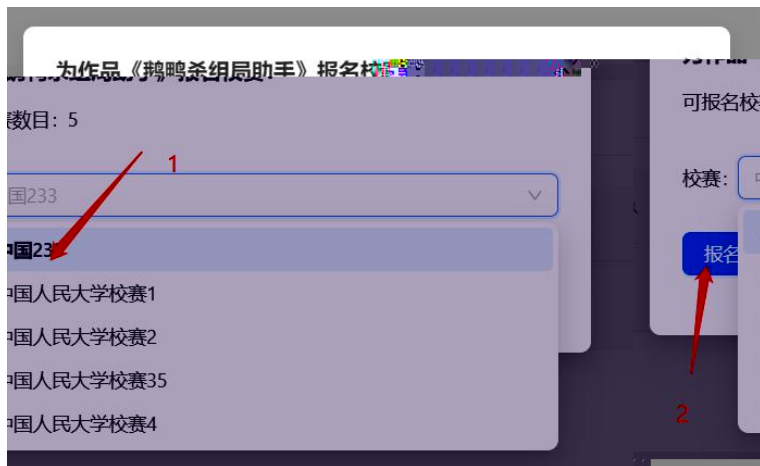 为作品《鹅鸭杀组局助手》报名校赛
赛数目：5
1
国233
中国23
中国人民大学校赛1
中国人民大学校赛2
中国人民大学校赛35
中国人民大学校赛4
可报名校
校赛：
报名
2